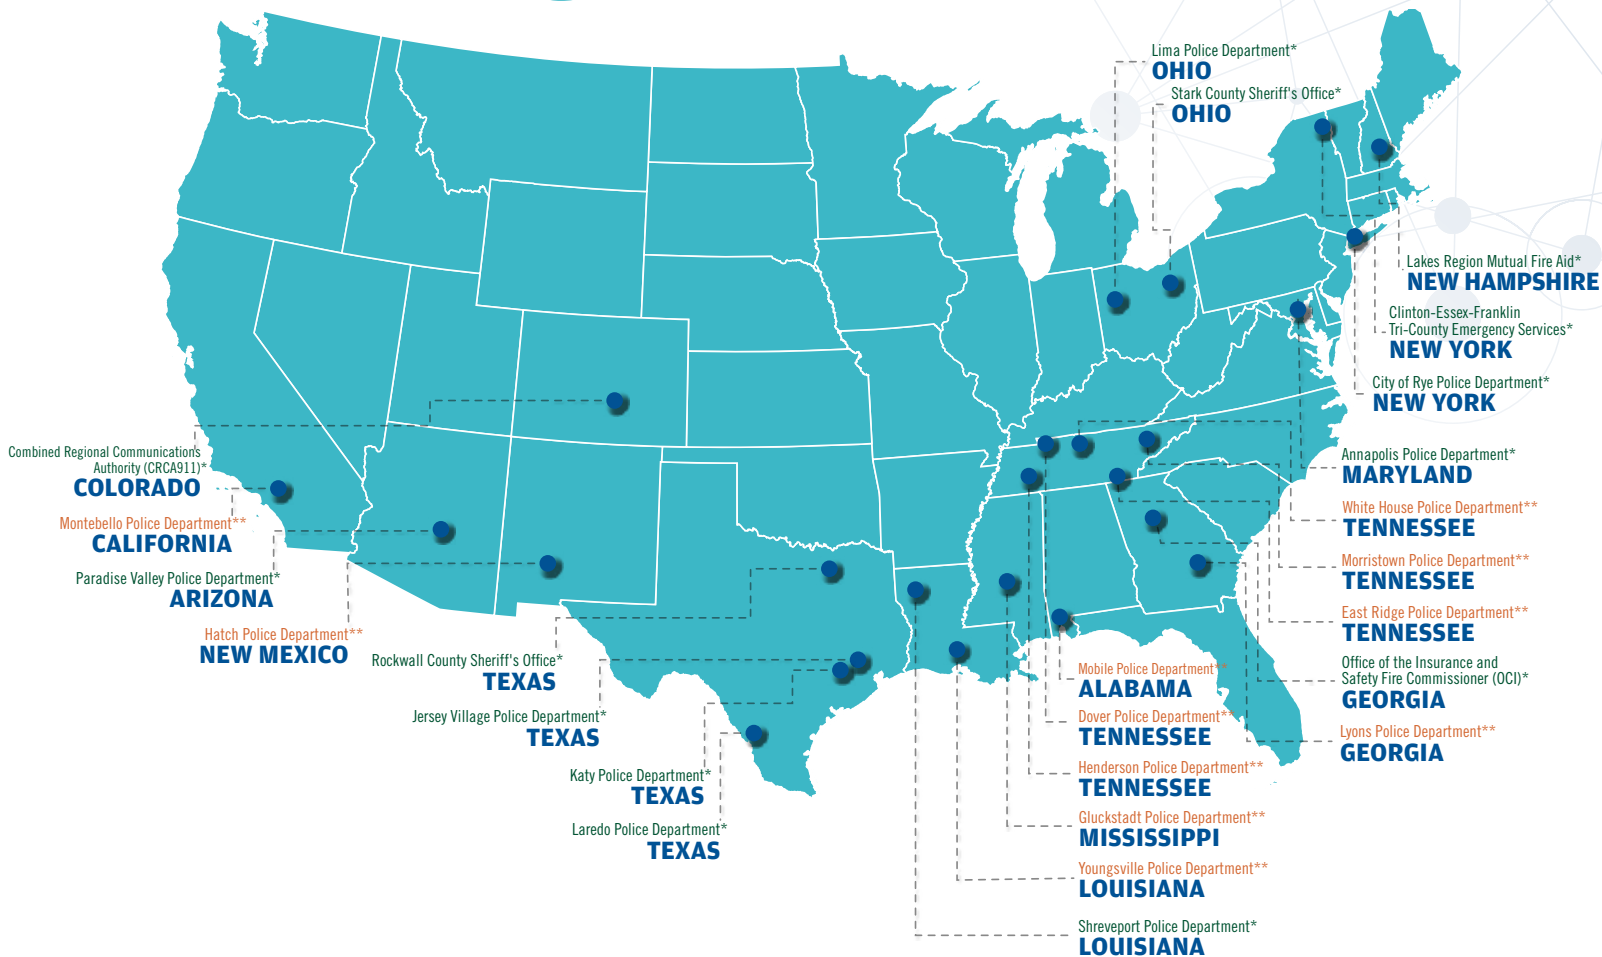 Lima Police Department*
OHIO
Stark County Sheriff's Office*
OHIO
Lakes Region Mutual Fire Aid*
NEW HAMPSHIRE
Clinton-Essex-Franklin
Tri-County Emergency Services*
NEW YORK
City of Rye Police Department*
NEW YORK
Annapolis Police Department*
MARYLAND
White House Police Department**
TENNESSEE
Morristown Police Department**
TENNESSEE
East Ridge Police Department**
TENNESSEE
Office of the Insurance and
Safety Fire Commissioner (OCI)*
GEORGIA
Lyons Police Department**
GEORGIA
Combined Regional Communications
Authority (CRCA911)*
COLORADO
Montebello Police Department**
CALIFORNIA
Paradise Valley Police Department*
ARIZONA
Hatch Police Department**
NEW MEXICO
Rockwall County Sheriff's Office*
TEXAS
Jersey Village Police Department*
TEXAS
Katy Police Department*
TEXAS
Laredo Police Department*
TEXAS
Mobile Police Department**
ALABAMA
Dover Police Department**
TENNESSEE
Henderson Police Department**
TENNESSEE
Gluckstadt Police Department**
MISSISSIPPI
Youngsville Police Department**
LOUISIANA
Shreveport Police Department*
LOUISIANA